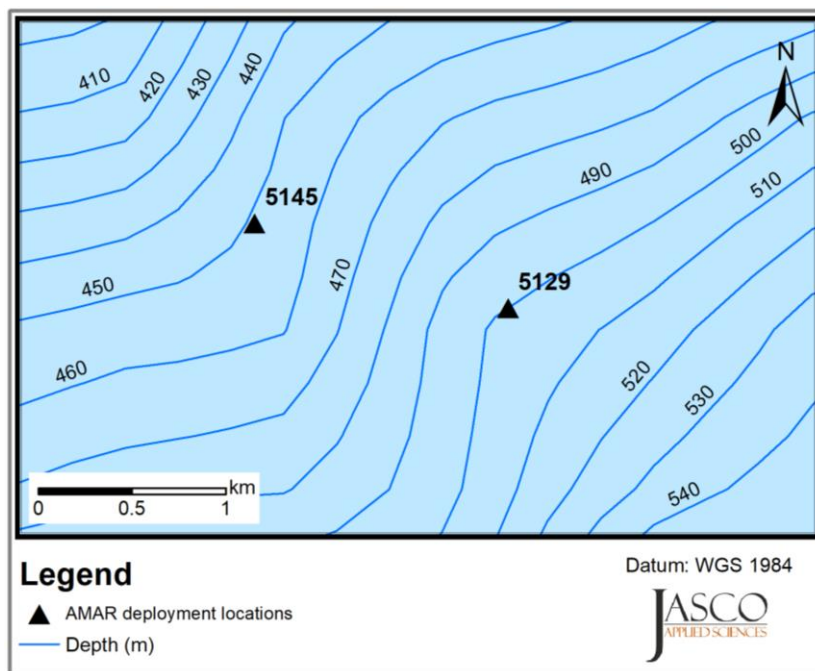 410
420
430
440
N
500
490
510
5145
470
450
5129
460
520
530
540
km
0
0.5
1
Legend
Datum: WGS 1984
AMAR deployment locations
Depth (m)
JASCO
APPLIED SCIENCES